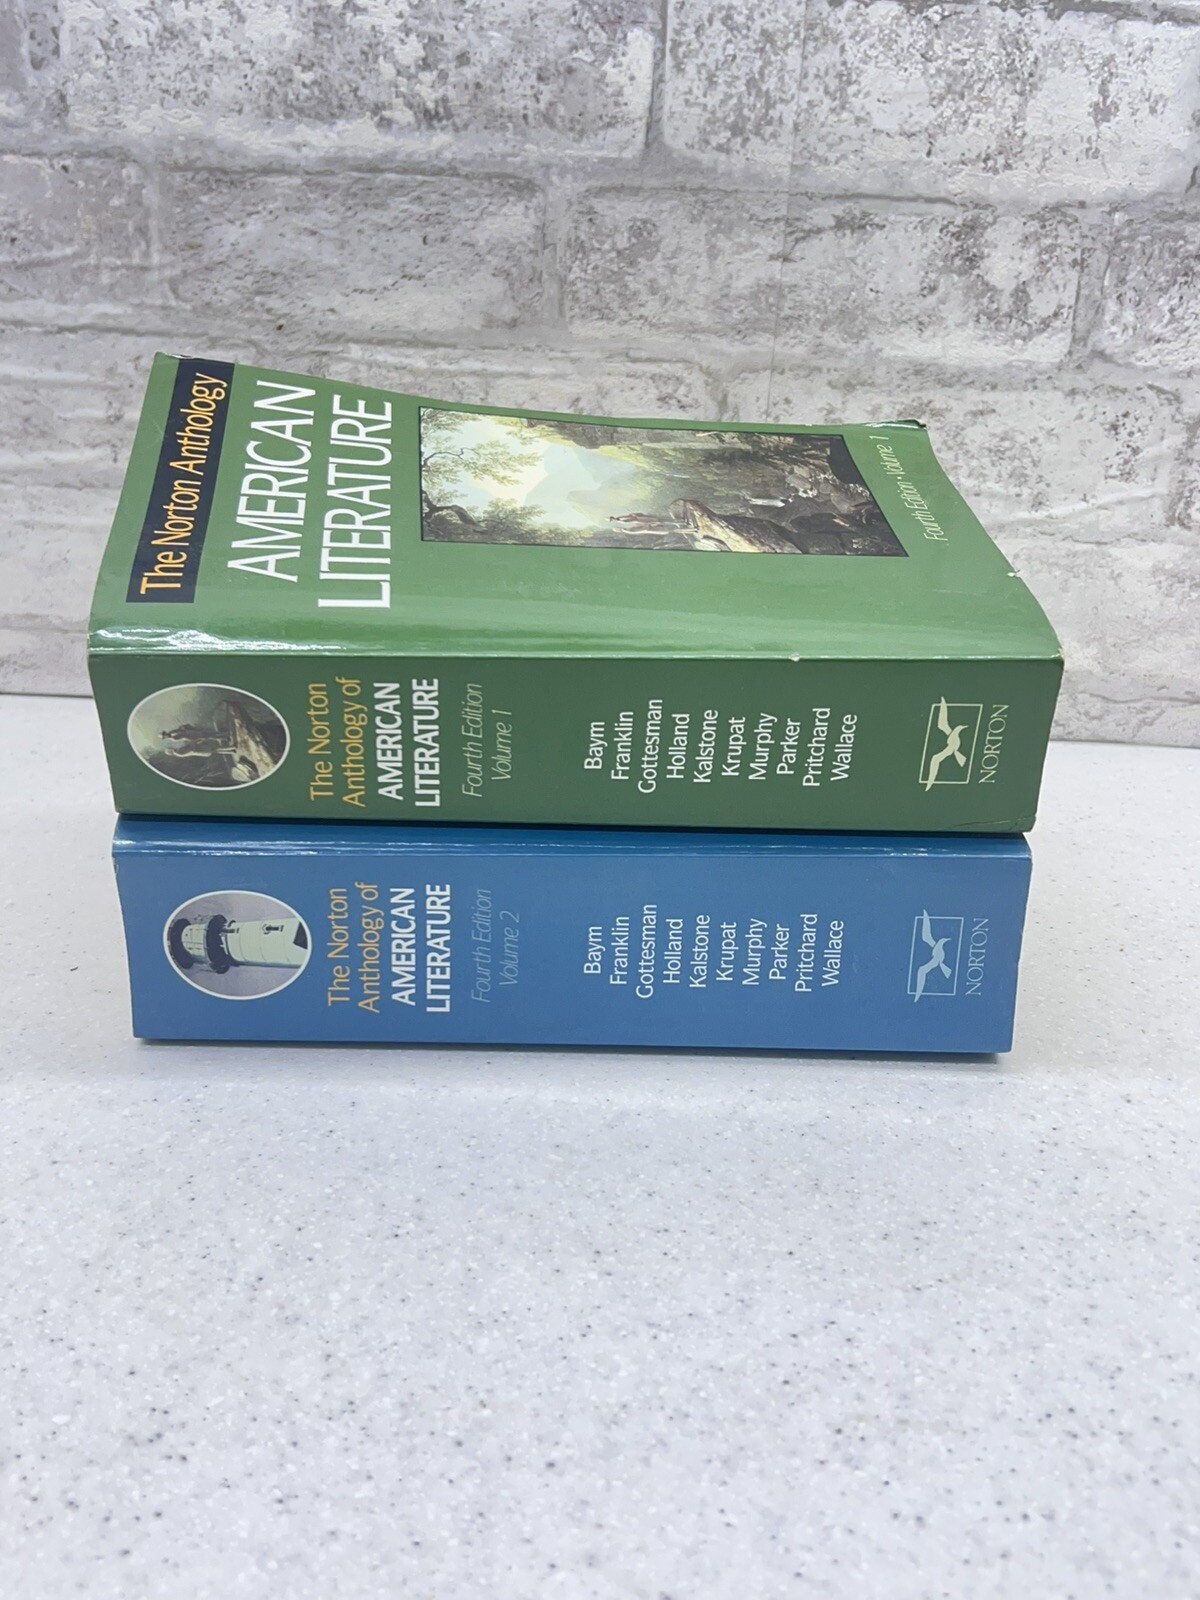 The Norton Anthology
AMERICAN
LITERATURE
Fourth Edition • Volume 1
The Norton
Anthology of
AMERICAN
LITERATURE
Fourth Edition
Volume 1
Baym
Franklin
Gottesman
Holland
Kalstone
Krupat
Murphy
Parker
Pritchard
Wallace
NORTON
The Norton
Anthology of
AMERICAN
LITERATURE
Fourth Edition
Volume 2
Baym
Franklin
Gottesman
Holland
Kalstone
Krupat
Murphy
Parker
Pritchard
Wallace
NORTON